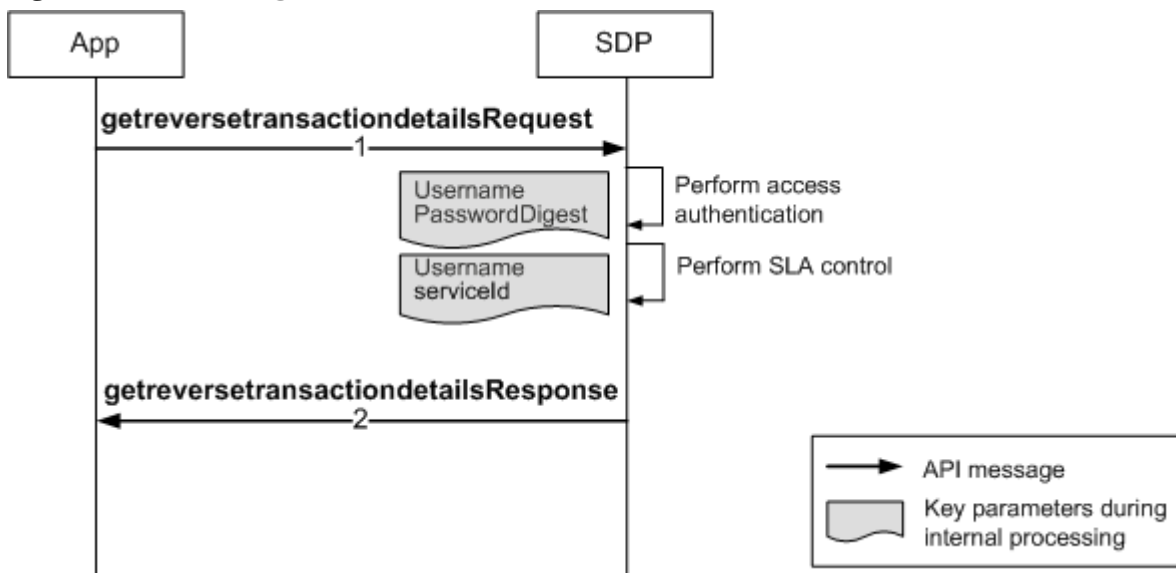 App
SDP
getreversetransactiondetailsRequest
1
Username
PasswordDigest
Perform access
authentication
Username
serviceId
Perform SLA control
getreversetransactiondetailsResponse
2
API message
Key parameters during
internal processing